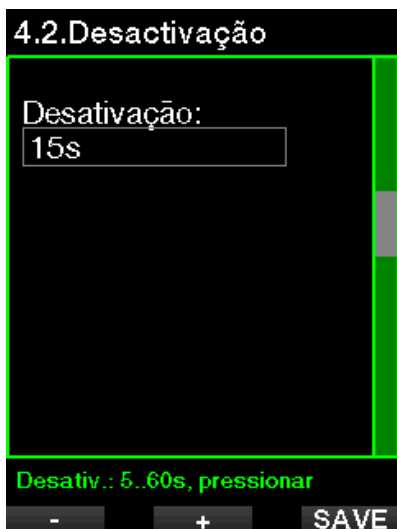 4.2.Desactivação
Desativação:
15s
Desativ.: 5..60s, pressionar
- + SAVE